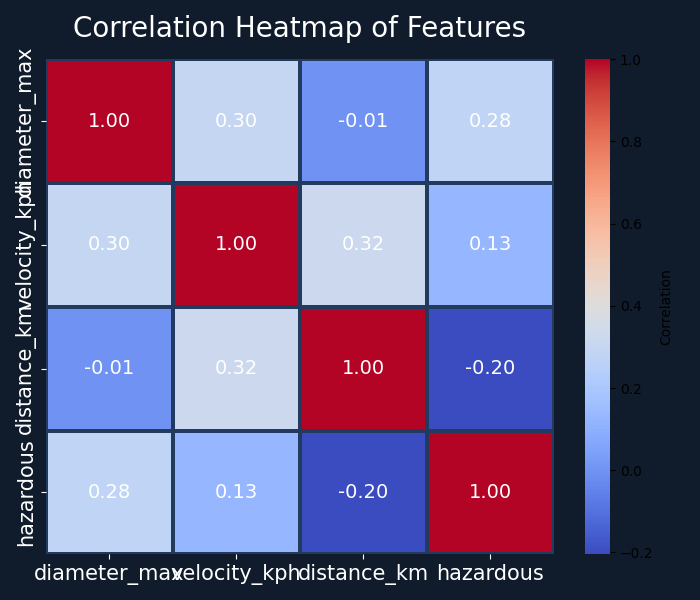 Correlation Heatmap of Features
diameter_max
1.00 0.30 -0.01 0.28
velocity_kph
0.30 1.00 0.32 0.13
distance_km
-0.01 0.32 1.00 -0.20
hazardous
0.28 0.13 -0.20 1.00
diameter_max velocity_kph distance_km hazardous
1.0
0.8
0.6
0.4
0.2
0.0
−0.2
Correlation